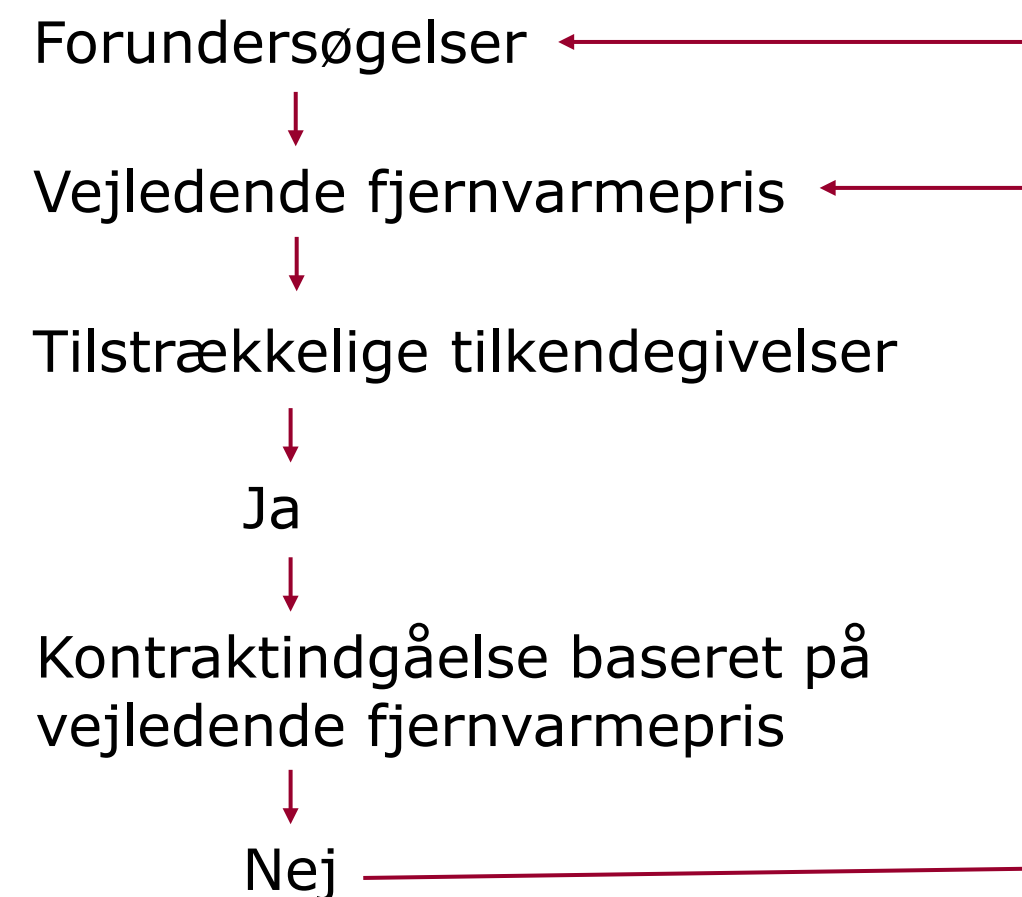 Forundersøgelser
Vejledende fjernvarmepris
Tilstrækkelige tilkendegivelser
Ja
Kontraktindgåelse baseret på
vejledende fjernvarmepris
Nej